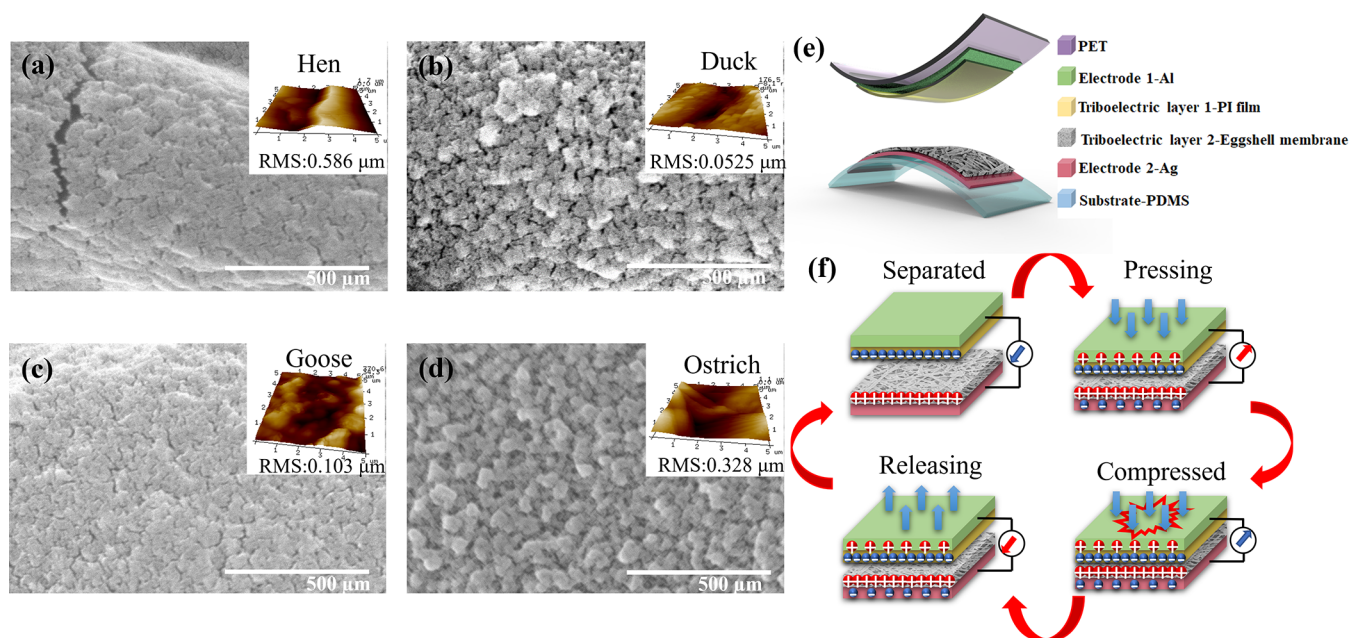 (a)
Hen
RMS:0.586 µm
500 µm
(b)
Duck
RMS:0.0525 µm
500 µm
(c)
Goose
RMS:0.103 µm
500 µm
(d)
Ostrich
RMS:0.328 µm
500 µm
(e)
PET
Electrode 1-Al
Triboelectric layer 1-PI film
Triboelectric layer 2-Eggshell membrane
Electrode 2-Ag
Substrate-PDMS
(f)
Separated
Pressing
Releasing
Compressed